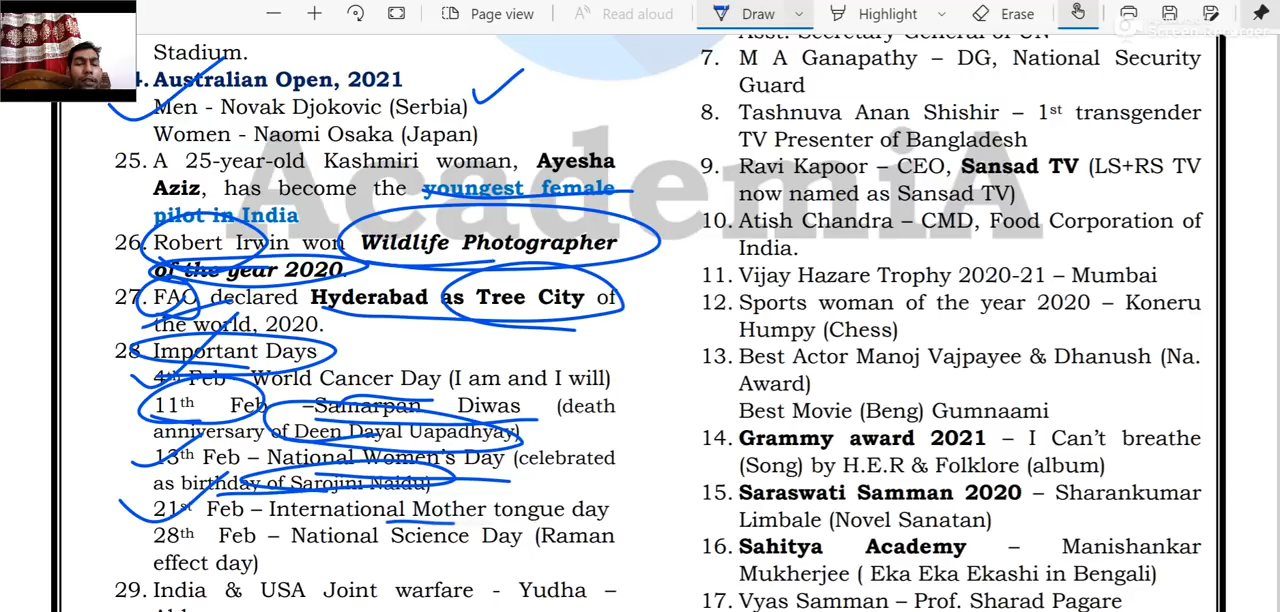 Page view
Read aloud
Draw
Highlight
Erase
Screen Recorder
Stadium.
Australian Open, 2021
Men - Novak Djokovic (Serbia)
Women - Naomi Osaka (Japan)
25. A 25-year-old Kashmiri woman, Ayesha
Aziz, has become the youngest female
pilot in India
26. Robert Irwin won Wildlife Photographer
of the year 2020.
27. FAO declared Hyderabad as Tree City of
the world, 2020.
28. Important Days
4th Feb – World Cancer Day (I am and I will)
11th Feb –Samarpan Diwas (death
anniversary of Deen Dayal Uapadhyay)
13th Feb – National Women's Day (celebrated
as birthday of Sarojini Naidu)
21st Feb – International Mother tongue day
28th Feb – National Science Day (Raman
effect day)
29. India & USA Joint warfare - Yudha –
Asst. Secretary General of UN
7. M A Ganapathy – DG, National Security
Guard
8. Tashnuva Anan Shishir – 1st transgender
TV Presenter of Bangladesh
9. Ravi Kapoor – CEO, Sansad TV (LS+RS TV
now named as Sansad TV)
10. Atish Chandra – CMD, Food Corporation of
India.
11. Vijay Hazare Trophy 2020-21 – Mumbai
12. Sports woman of the year 2020 – Koneru
Humpy (Chess)
13. Best Actor Manoj Vajpayee & Dhanush (Na.
Award)
Best Movie (Beng) Gumnaami
14. Grammy award 2021 – I Can't breathe
(Song) by H.E.R & Folklore (album)
15. Saraswati Samman 2020 – Sharankumar
Limbale (Novel Sanatan)
16. Sahitya Academy – Manishankar
Mukherjee ( Eka Eka Ekashi in Bengali)
17. Vyas Samman – Prof. Sharad Pagare
AcademiA